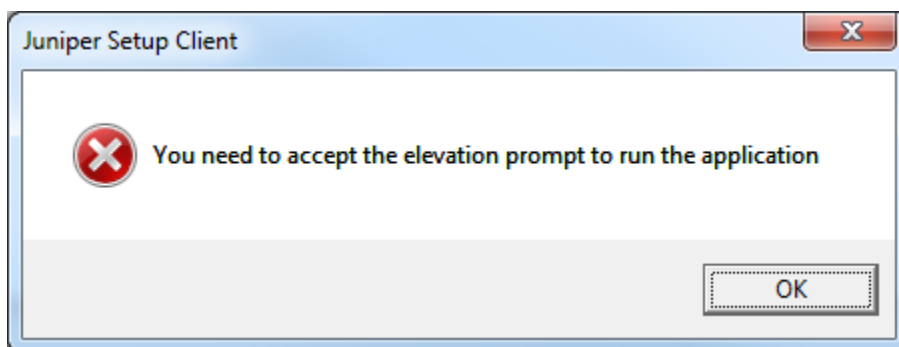 Juniper Setup Client
You need to accept the elevation prompt to run the application
OK